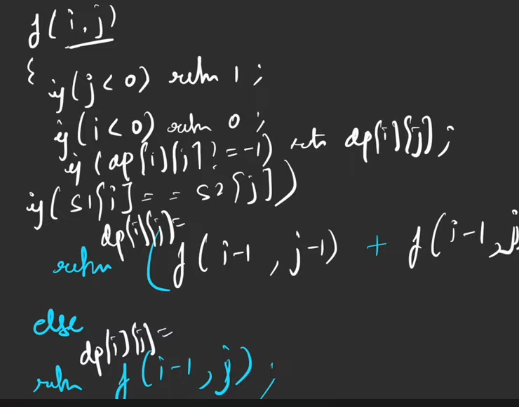 f(i,j)
{
if(j<0) return 1;
if(i<0) return 0;
if(dp[i][j]!=-1) return dp[i][j];
if(s1[i]==s2[j])
return dp[i][j]= (f(i-1,j-1) + f(i-1,j
else
return dp[i][j]= f(i-1,j);